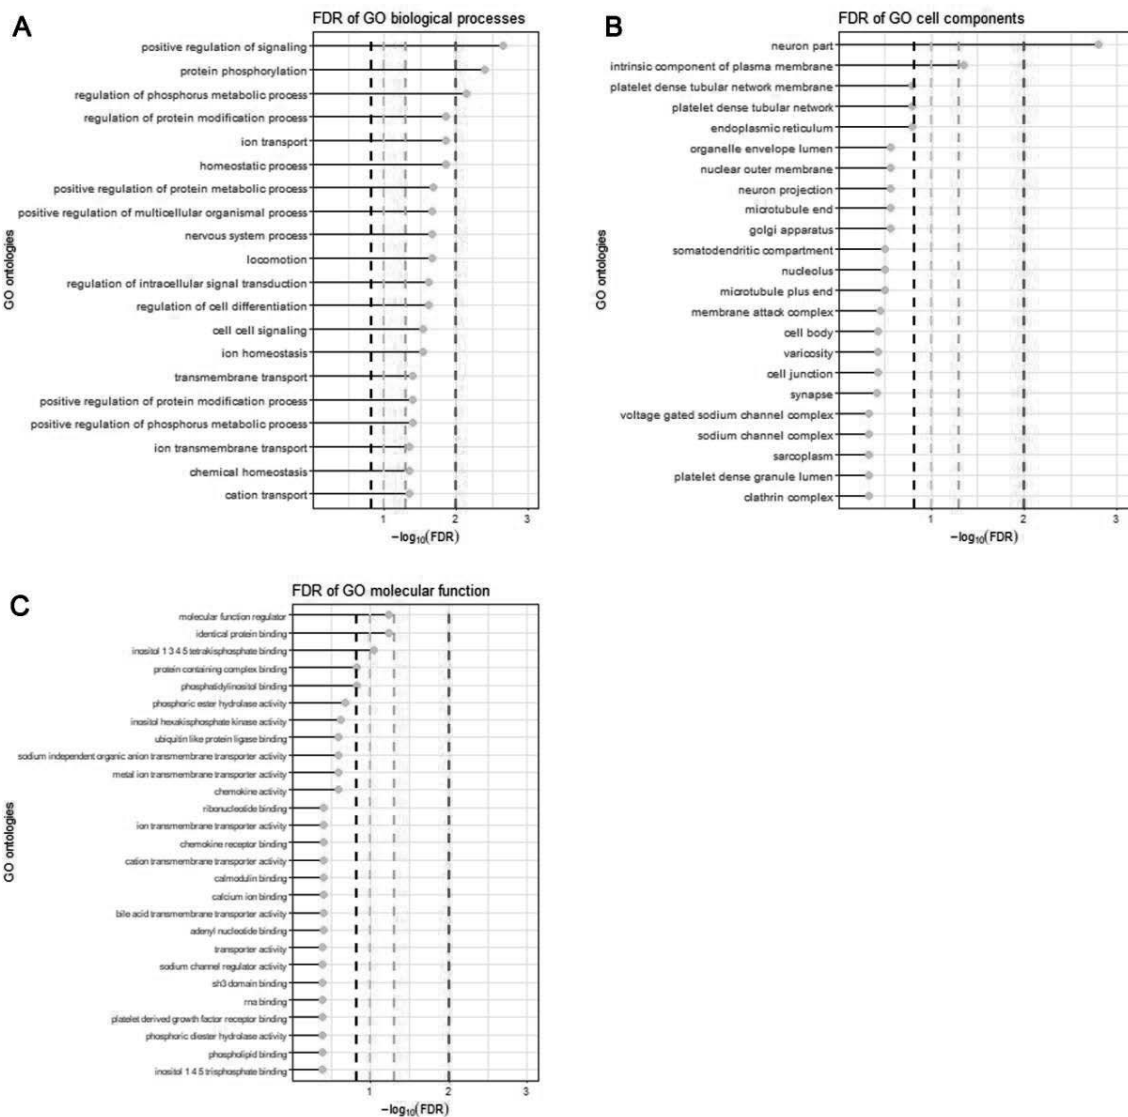 A
FDR of GO biological processes
positive regulation of signaling
protein phosphorylation
regulation of phosphorus metabolic process
regulation of protein modification process
ion transport
homeostatic process
positive regulation of protein metabolic process
positive regulation of multicellular organismal process
nervous system process
locomotion
regulation of intracellular signal transduction
regulation of cell differentiation
cell cell signaling
ion homeostasis
transmembrane transport
positive regulation of protein modification process
positive regulation of phosphorus metabolic process
ion transmembrane transport
chemical homeostasis
cation transport
GO ontologies
1 2 3
−log₁₀(FDR)
B
FDR of GO cell components
neuron part
intrinsic component of plasma membrane
platelet dense tubular network membrane
platelet dense tubular network
endoplasmic reticulum
organelle envelope lumen
nuclear outer membrane
neuron projection
microtubule end
golgi apparatus
somatodendritic compartment
nucleolus
microtubule plus end
membrane attack complex
cell body
varicosity
cell junction
synapse
voltage gated sodium channel complex
sodium channel complex
sarcoplasm
platelet dense granule lumen
clathrin complex
GO ontologies
1 2 3
−log₁₀(FDR)
C
FDR of GO molecular function
molecular function regulator
identical protein binding
inositol 1 3 4 5 tetrakisphosphate binding
protein containing complex binding
phosphatidylinositol binding
phosphoric ester hydrolase activity
inositol hexakisphosphate kinase activity
ubiquitin like protein ligase binding
sodium independent organic anion transmembrane transporter activity
metal ion transmembrane transporter activity
chemokine activity
ribonucleotide binding
ion transmembrane transporter activity
chemokine receptor binding
cation transmembrane transporter activity
calmodulin binding
calcium ion binding
bile acid transmembrane transporter activity
adenyl nucleotide binding
transporter activity
sodium channel regulator activity
sh3 domain binding
rna binding
platelet derived growth factor receptor binding
phosphoric diester hydrolase activity
phospholipid binding
inositol 1 4 5 trisphosphate binding
GO ontologies
1 2 3
−log₁₀(FDR)